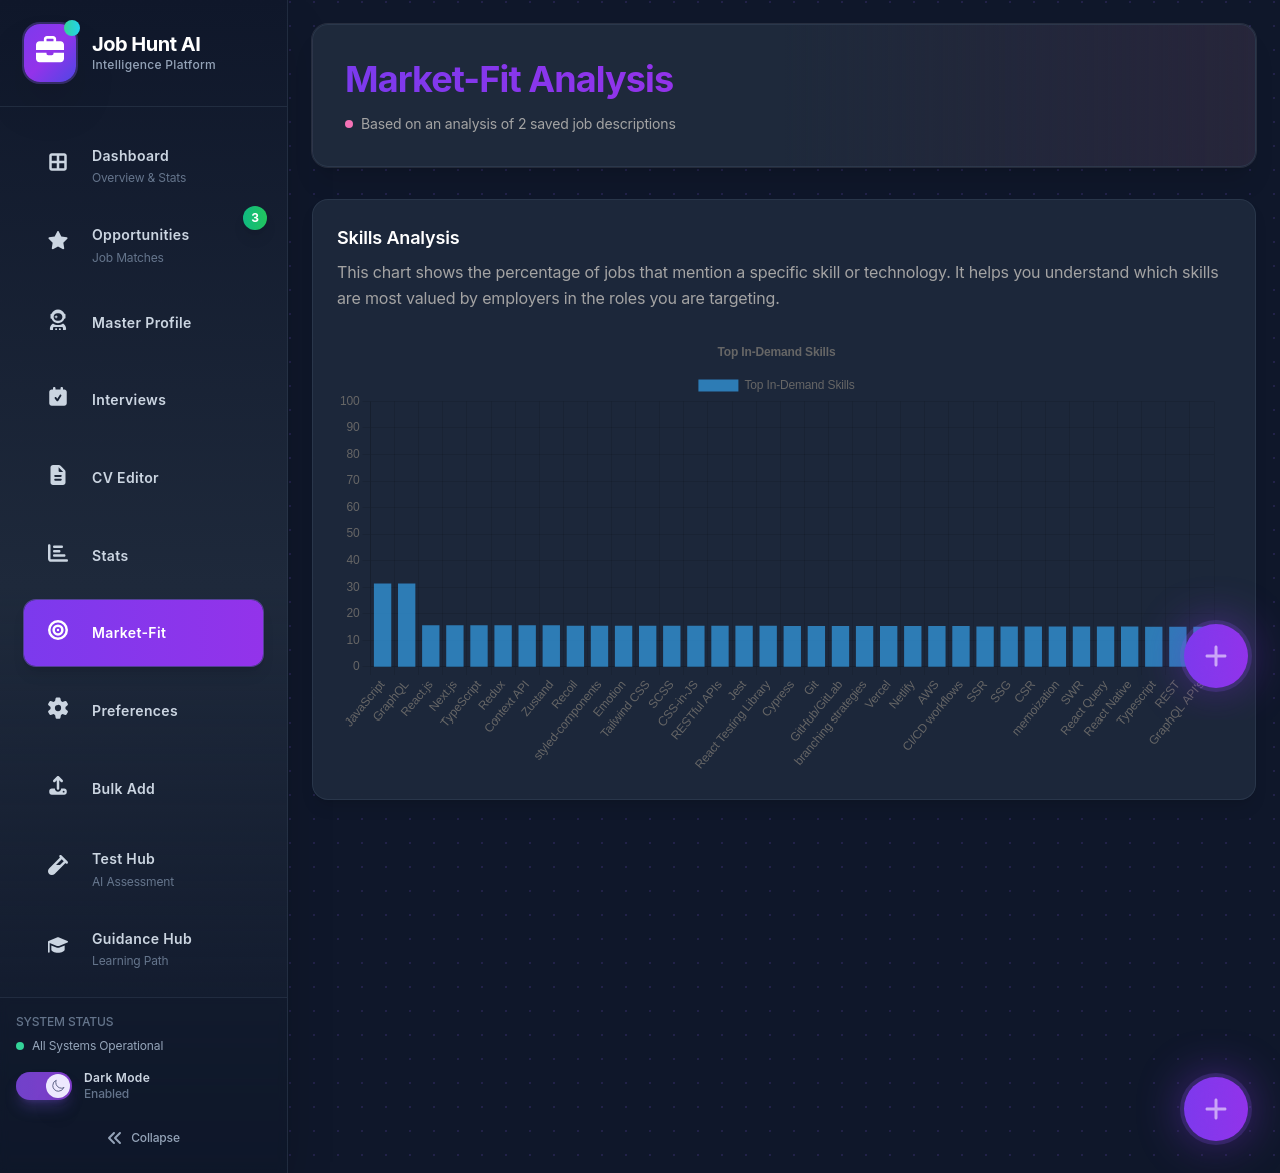 Job Hunt AI
Intelligence Platform
Dashboard
Overview & Stats
Opportunities
3
Job Matches
Master Profile
Interviews
CV Editor
Stats
Market-Fit
Preferences
Bulk Add
Test Hub
AI Assessment
Guidance Hub
Learning Path
SYSTEM STATUS
All Systems Operational
Dark Mode
Enabled
Collapse
Market-Fit Analysis
Based on an analysis of 2 saved job descriptions
Skills Analysis
This chart shows the percentage of jobs that mention a specific skill or technology. It helps you understand which skills
are most valued by employers in the roles you are targeting.
Top In-Demand Skills
Top In-Demand Skills
100
90
80
70
60
50
40
30
20
10
0
JavaScript
GraphQL
React.js
Next.js
TypeScript
Redux
Context API
Zustand
Recoil
styled-components
Emotion
Tailwind CSS
SCSS
CSS-in-JS
RESTful APIs
Jest
React Testing Library
Cypress
Git
GitHub/GitLab
branching strategies
Vercel
Netlify
AWS
CI/CD workflows
SSR
SSG
CSR
memoization
SWR
React Query
React Native
Typescript
REST
GraphQL APIs